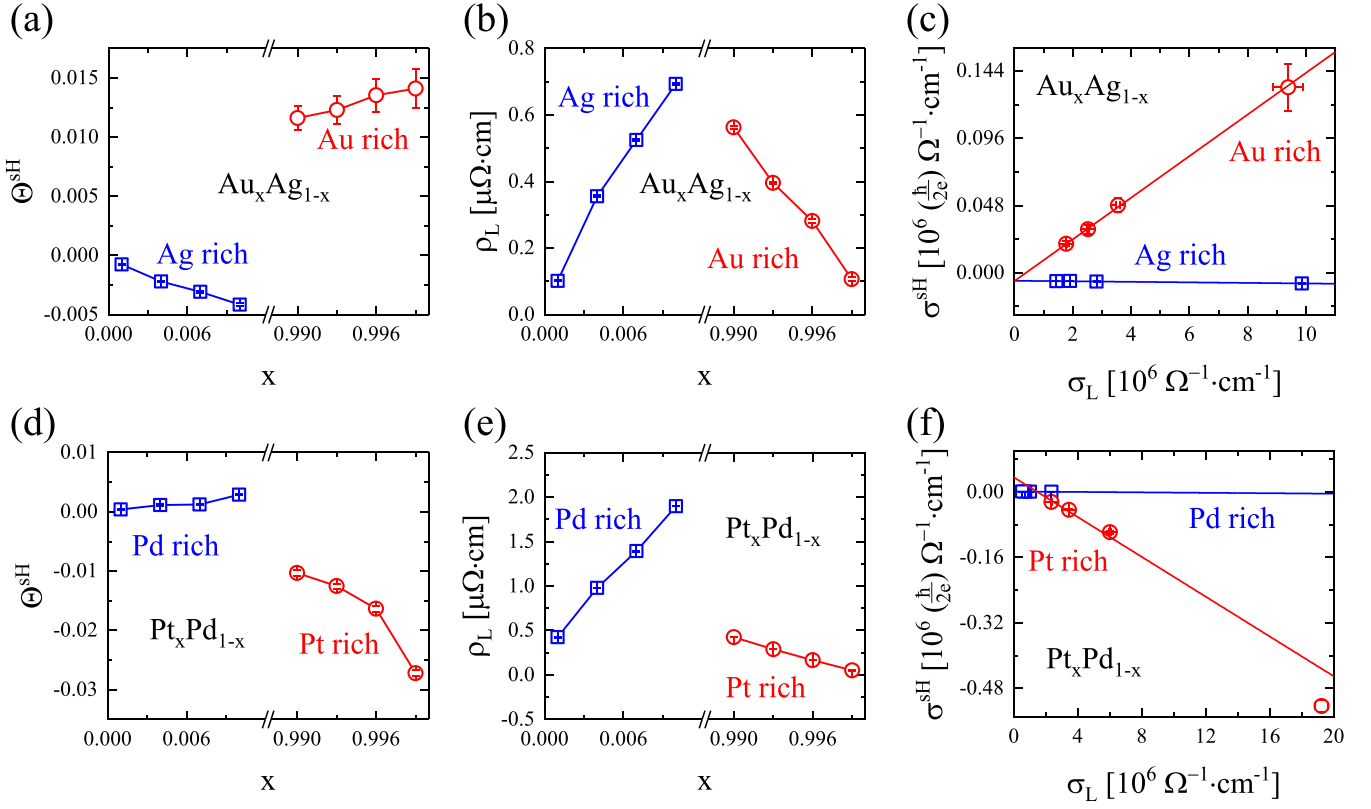 (a)
0.015
0.010
0.005
0.000
-0.005
Θ^sH
Au rich
Au_xAg_1-x
Ag rich
0.000
0.006
0.990
0.996
x
(b)
0.8
0.6
0.4
0.2
0.0
ρ_L [μΩ·cm]
Ag rich
Au_xAg_1-x
Au rich
0.000
0.006
0.990
0.996
x
(c)
0.144
0.096
0.048
0.000
σ^sH [10^6 (ħ/2e) Ω^−1·cm^-1]
Au_xAg_1-x
Au rich
Ag rich
0
2
4
6
8
10
σ_L [10^6 Ω^−1·cm^-1]
(d)
0.01
0.00
-0.01
-0.02
-0.03
Θ^sH
Pd rich
Pt_xPd_1-x
Pt rich
0.000
0.006
0.990
0.996
x
(e)
2.5
2.0
1.5
1.0
0.5
0.0
-0.5
ρ_L [μΩ·cm]
Pd rich
Pt_xPd_1-x
Pt rich
0.000
0.006
0.990
0.996
x
(f)
0.00
-0.16
-0.32
-0.48
σ^sH [10^6 (ħ/2e) Ω^−1·cm^-1]
Pd rich
Pt rich
Pt_xPd_1-x
0
4
8
12
16
20
σ_L [10^6 Ω^−1·cm^-1]